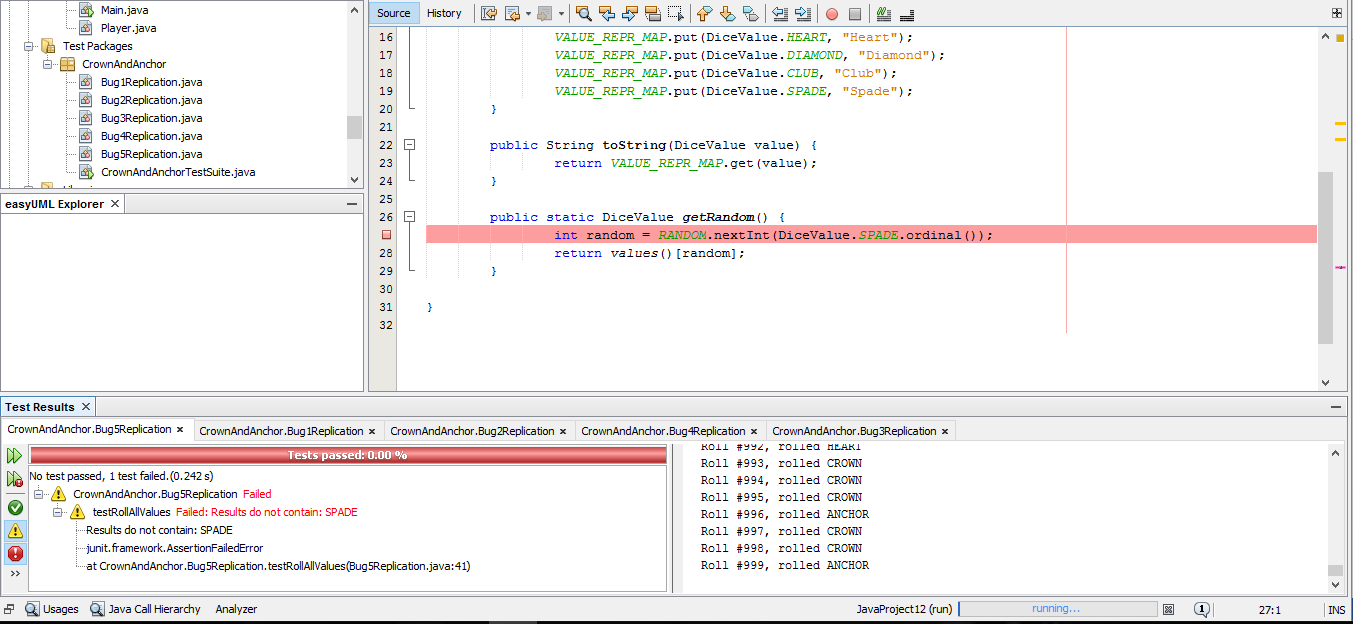 Main.java
Player.java
Test Packages
CrownAndAnchor
Bug1Replication.java
Bug2Replication.java
Bug3Replication.java
Bug4Replication.java
Bug5Replication.java
CrownAndAnchorTestSuite.java
easyUML Explorer
Source History
16 VALUE_REPR_MAP.put(DiceValue.HEART, "Heart");
17 VALUE_REPR_MAP.put(DiceValue.DIAMOND, "Diamond");
18 VALUE_REPR_MAP.put(DiceValue.CLUB, "Club");
19 VALUE_REPR_MAP.put(DiceValue.SPADE, "Spade");
20 }
21
22 public String toString(DiceValue value) {
23 return VALUE_REPR_MAP.get(value);
24 }
25
26 public static DiceValue getRandom() {
int random = RANDOM.nextInt(DiceValue.SPADE.ordinal());
28 return values()[random];
29 }
30
31 }
32
Test Results
CrownAndAnchor.Bug5Replication CrownAndAnchor.Bug1Replication CrownAndAnchor.Bug2Replication CrownAndAnchor.Bug4Replication CrownAndAnchor.Bug3Replication
Tests passed: 0.00 %
No test passed, 1 test failed.(0.242 s)
CrownAndAnchor.Bug5Replication Failed
testRollAllValues Failed: Results do not contain: SPADE
Results do not contain: SPADE
junit.framework.AssertionFailedError
at CrownAndAnchor.Bug5Replication.testRollAllValues(Bug5Replication.java:41)
Roll #992, rolled HEART
Roll #993, rolled CROWN
Roll #994, rolled CROWN
Roll #995, rolled CROWN
Roll #996, rolled ANCHOR
Roll #997, rolled CROWN
Roll #998, rolled CROWN
Roll #999, rolled ANCHOR
Usages Java Call Hierarchy Analyzer JavaProject12 (run) running... 1 27:1 INS